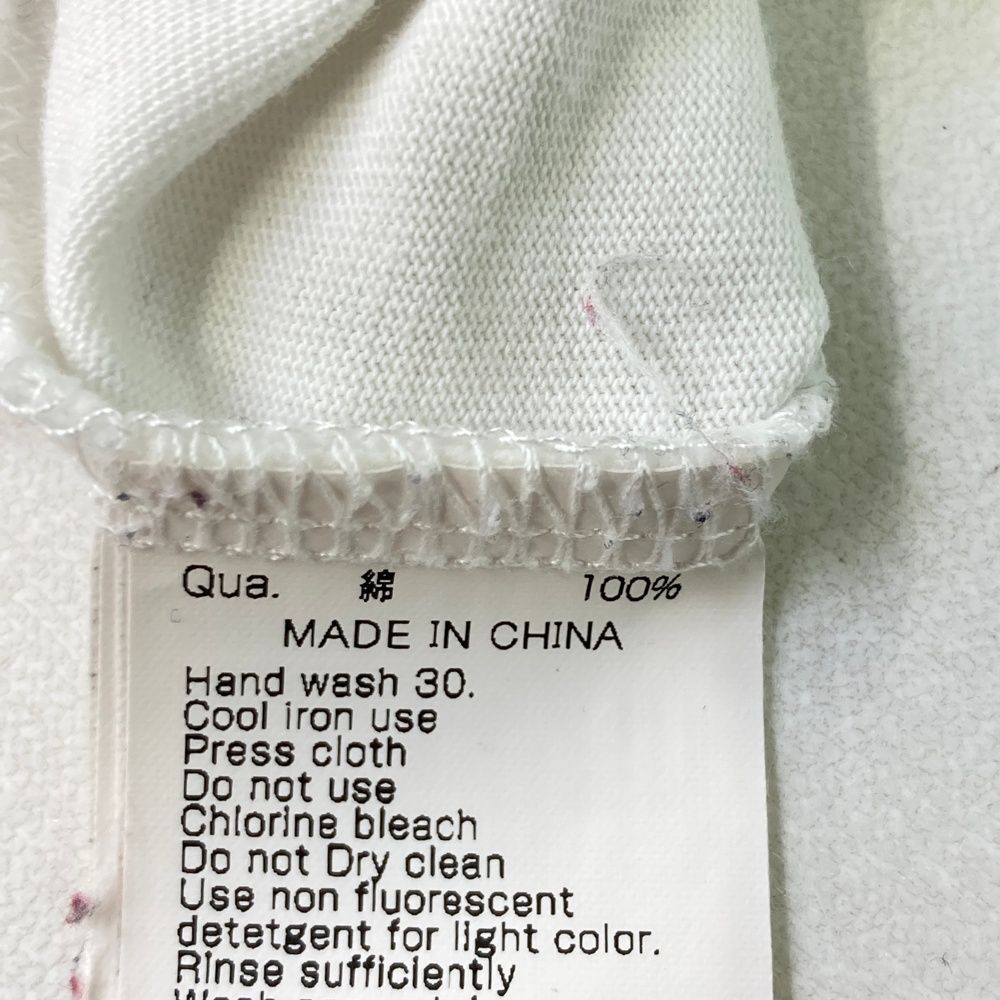 Qua. 綿 100%
MADE IN CHINA
Hand wash 30.
Cool iron use
Press cloth
Do not use
Chlorine bleach
Do not Dry clean
Use non fluorescent
detetgent for light color.
Rinse sufficiently
Wash